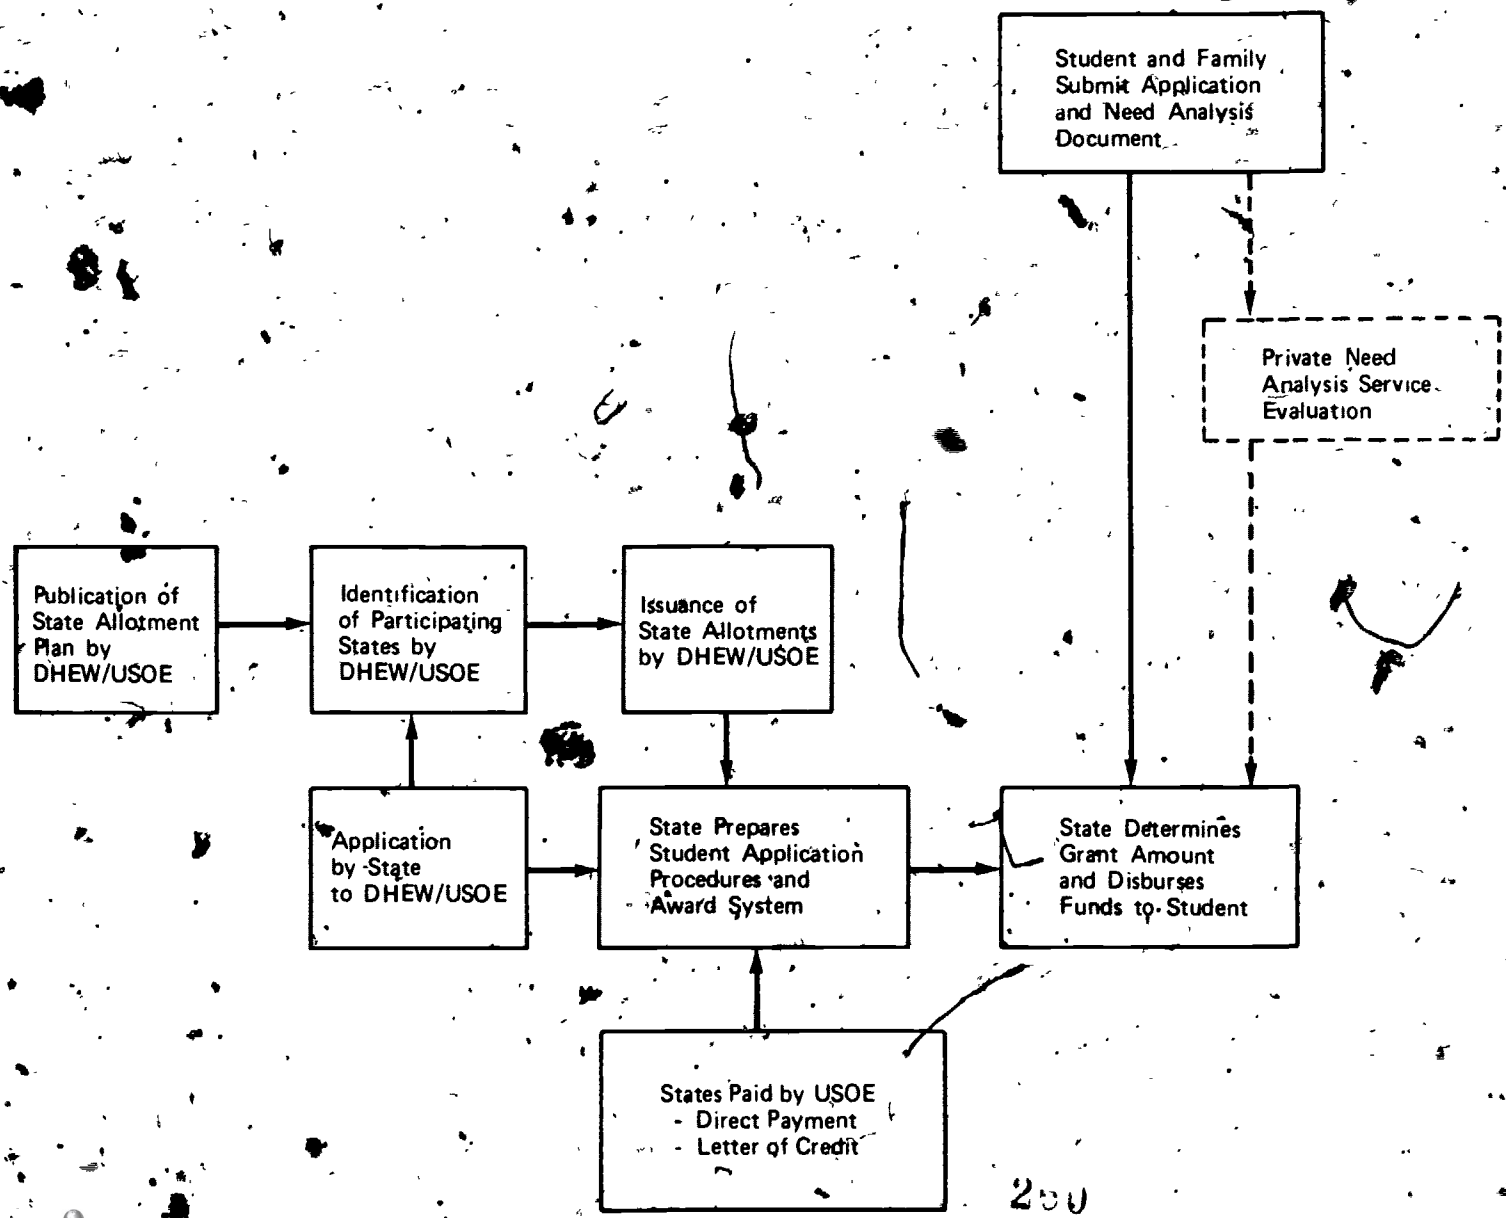 Student and Family
Submit Application
and Need Analysis
Document
Private Need
Analysis Service
Evaluation
Publication of
State Allotment
Plan by
DHEW/USOE
Identification
of Participating
States by
DHEW/USOE
Issuance of
State Allotments
by DHEW/USOE
Application
by State
to DHEW/USOE
State Prepares
Student Application
Procedures and
Award System
State Determines
Grant Amount
and Disburses
Funds to Student
States Paid by USOE
- Direct Payment
- Letter of Credit